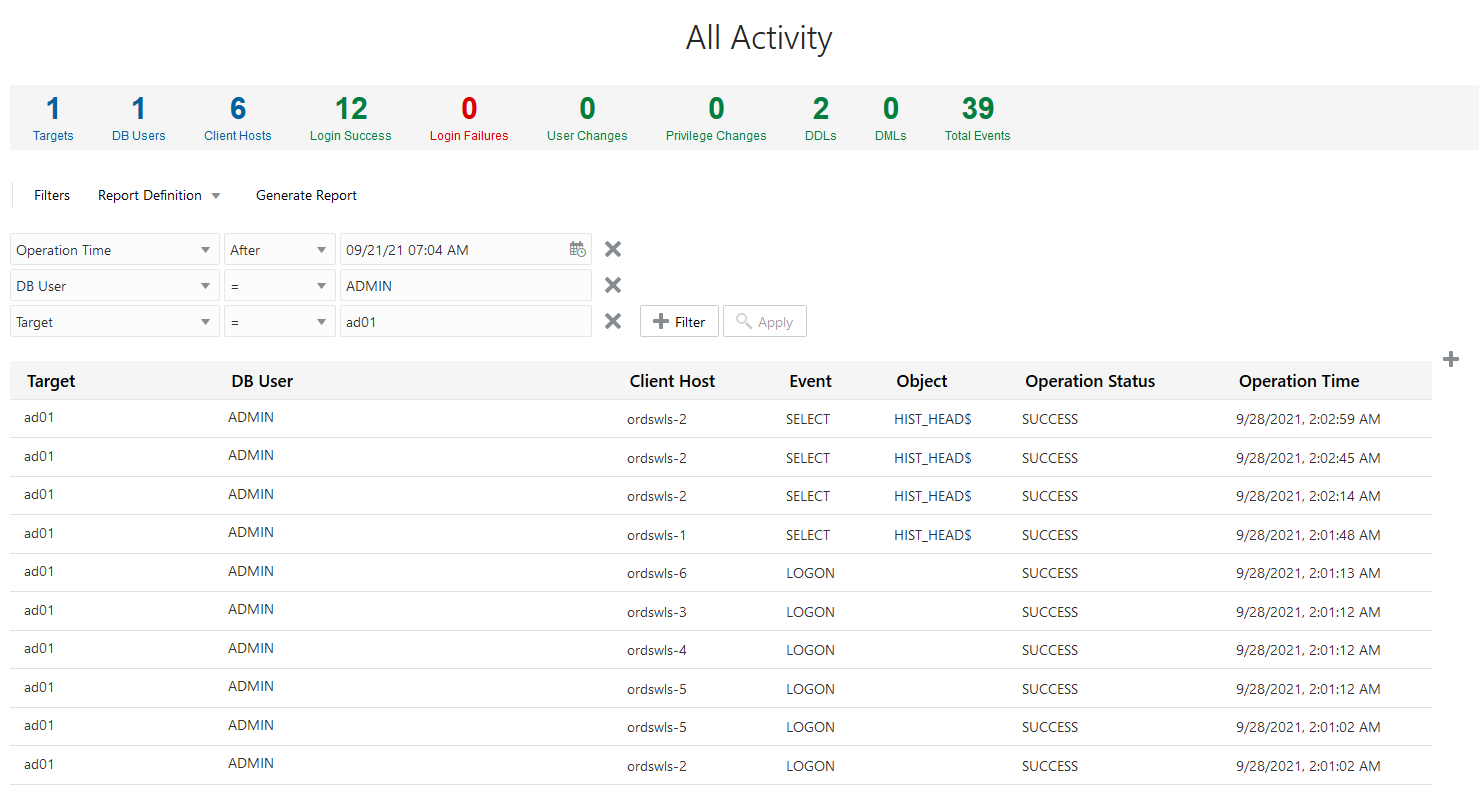 All Activity
1 1 6 12 0 0 0 2 0 39
Targets DB Users Client Hosts Login Success Login Failures User Changes Privilege Changes DDLs DMLs Total Events
Filters Report Definition Generate Report
Operation Time After 09/21/21 07:04 AM
DB User = ADMIN
Target = ad01 Filter Apply
Target DB User Client Host Event Object Operation Status Operation Time
ad01 ADMIN ordswls-2 SELECT HIST_HEAD$ SUCCESS 9/28/2021, 2:02:59 AM
ad01 ADMIN ordswls-2 SELECT HIST_HEAD$ SUCCESS 9/28/2021, 2:02:45 AM
ad01 ADMIN ordswls-2 SELECT HIST_HEAD$ SUCCESS 9/28/2021, 2:02:14 AM
ad01 ADMIN ordswls-1 SELECT HIST_HEAD$ SUCCESS 9/28/2021, 2:01:48 AM
ad01 ADMIN ordswls-6 LOGON SUCCESS 9/28/2021, 2:01:13 AM
ad01 ADMIN ordswls-3 LOGON SUCCESS 9/28/2021, 2:01:12 AM
ad01 ADMIN ordswls-4 LOGON SUCCESS 9/28/2021, 2:01:12 AM
ad01 ADMIN ordswls-5 LOGON SUCCESS 9/28/2021, 2:01:12 AM
ad01 ADMIN ordswls-5 LOGON SUCCESS 9/28/2021, 2:01:02 AM
ad01 ADMIN ordswls-2 LOGON SUCCESS 9/28/2021, 2:01:02 AM